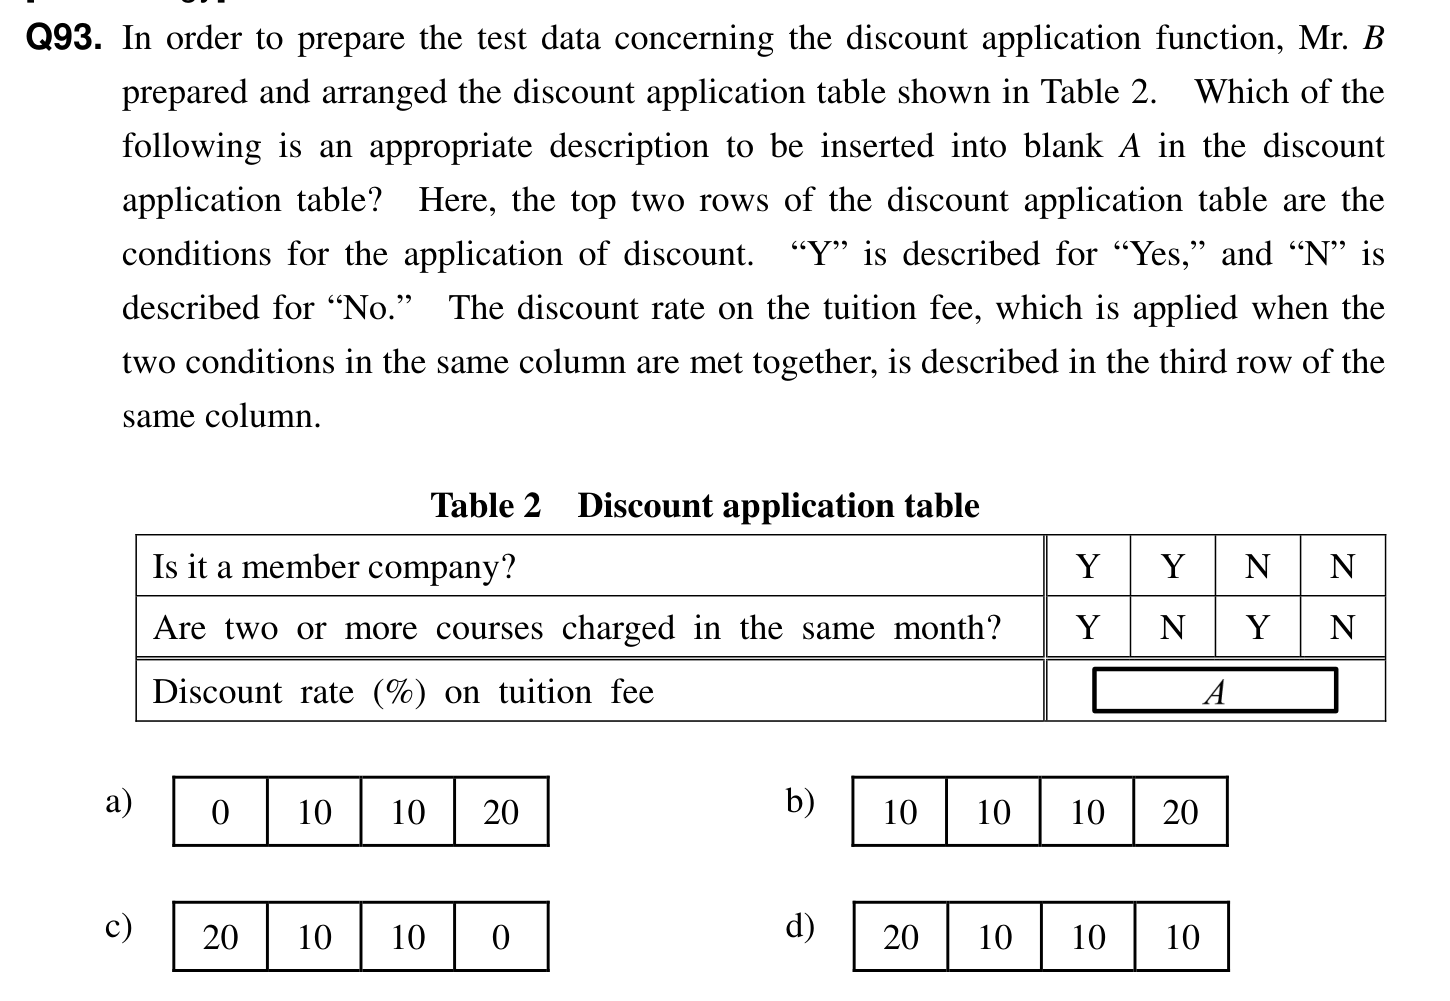 Q93. In order to prepare the test data concerning the discount application function, Mr. B
prepared and arranged the discount application table shown in Table 2. Which of the
following is an appropriate description to be inserted into blank A in the discount
application table? Here, the top two rows of the discount application table are the
conditions for the application of discount. “Y” is described for “Yes,” and “N” is
described for “No.” The discount rate on the tuition fee, which is applied when the
two conditions in the same column are met together, is described in the third row of the
same column.
Table 2 Discount application table
Is it a member company? Y Y N N
Are two or more courses charged in the same month? Y N Y N
Discount rate (%) on tuition fee A
a) 0 10 10 20 b) 10 10 10 20
c) 20 10 10 0 d) 20 10 10 10